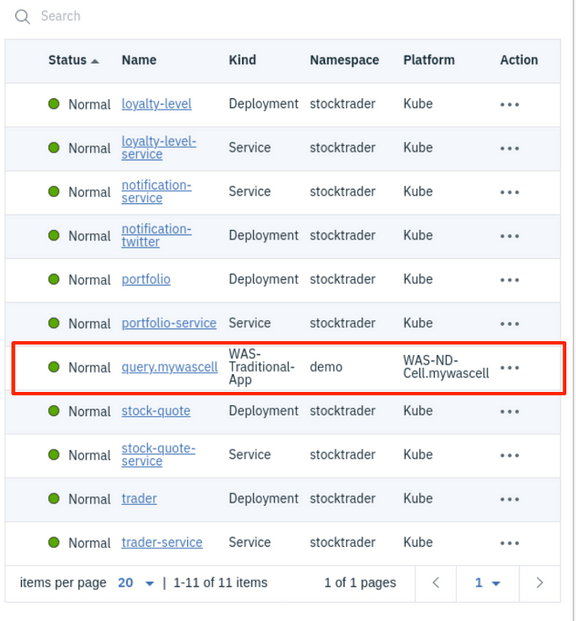 Search
Status Name Kind Namespace Platform Action
Normal loyalty-level Deployment stocktrader Kube
Normal loyalty-level-
service Service stocktrader Kube
Normal notification-
service Service stocktrader Kube
Normal notification-
twitter Deployment stocktrader Kube
Normal portfolio Deployment stocktrader Kube
Normal portfolio-service Service stocktrader Kube
Normal query.mywascell WAS-
Traditional-
App demo WAS-ND-
Cell.mywascell
Normal stock-quote Deployment stocktrader Kube
Normal stock-quote-
service Service stocktrader Kube
Normal trader Deployment stocktrader Kube
Normal trader-service Service stocktrader Kube
items per page 20 | 1-11 of 11 items 1 of 1 pages 1